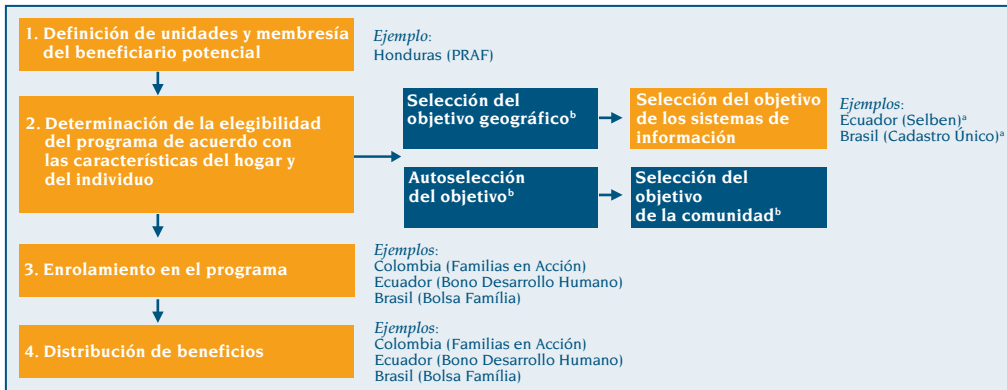 1. Definición de unidades y membresía
del beneficiario potencial
Ejemplo:
Honduras (PRAF)
2. Determinación de la elegibilidad
del programa de acuerdo con
las características del hogar y
del individuo
Selección del
objetivo geográficoᵇ
Selección del objetivo
de los sistemas de
información
Ejemplos:
Ecuador (Selben)ᵃ
Brasil (Cadastro Único)ᵃ
Autoselección
del objetivoᵇ
Selección del
objetivo
de la comunidadᵇ
3. Enrolamiento en el programa
Ejemplos:
Colombia (Familias en Acción)
Ecuador (Bono Desarrollo Humano)
Brasil (Bolsa Família)
4. Distribución de beneficios
Ejemplos:
Colombia (Familias en Acción)
Ecuador (Bono Desarrollo Humano)
Brasil (Bolsa Família)